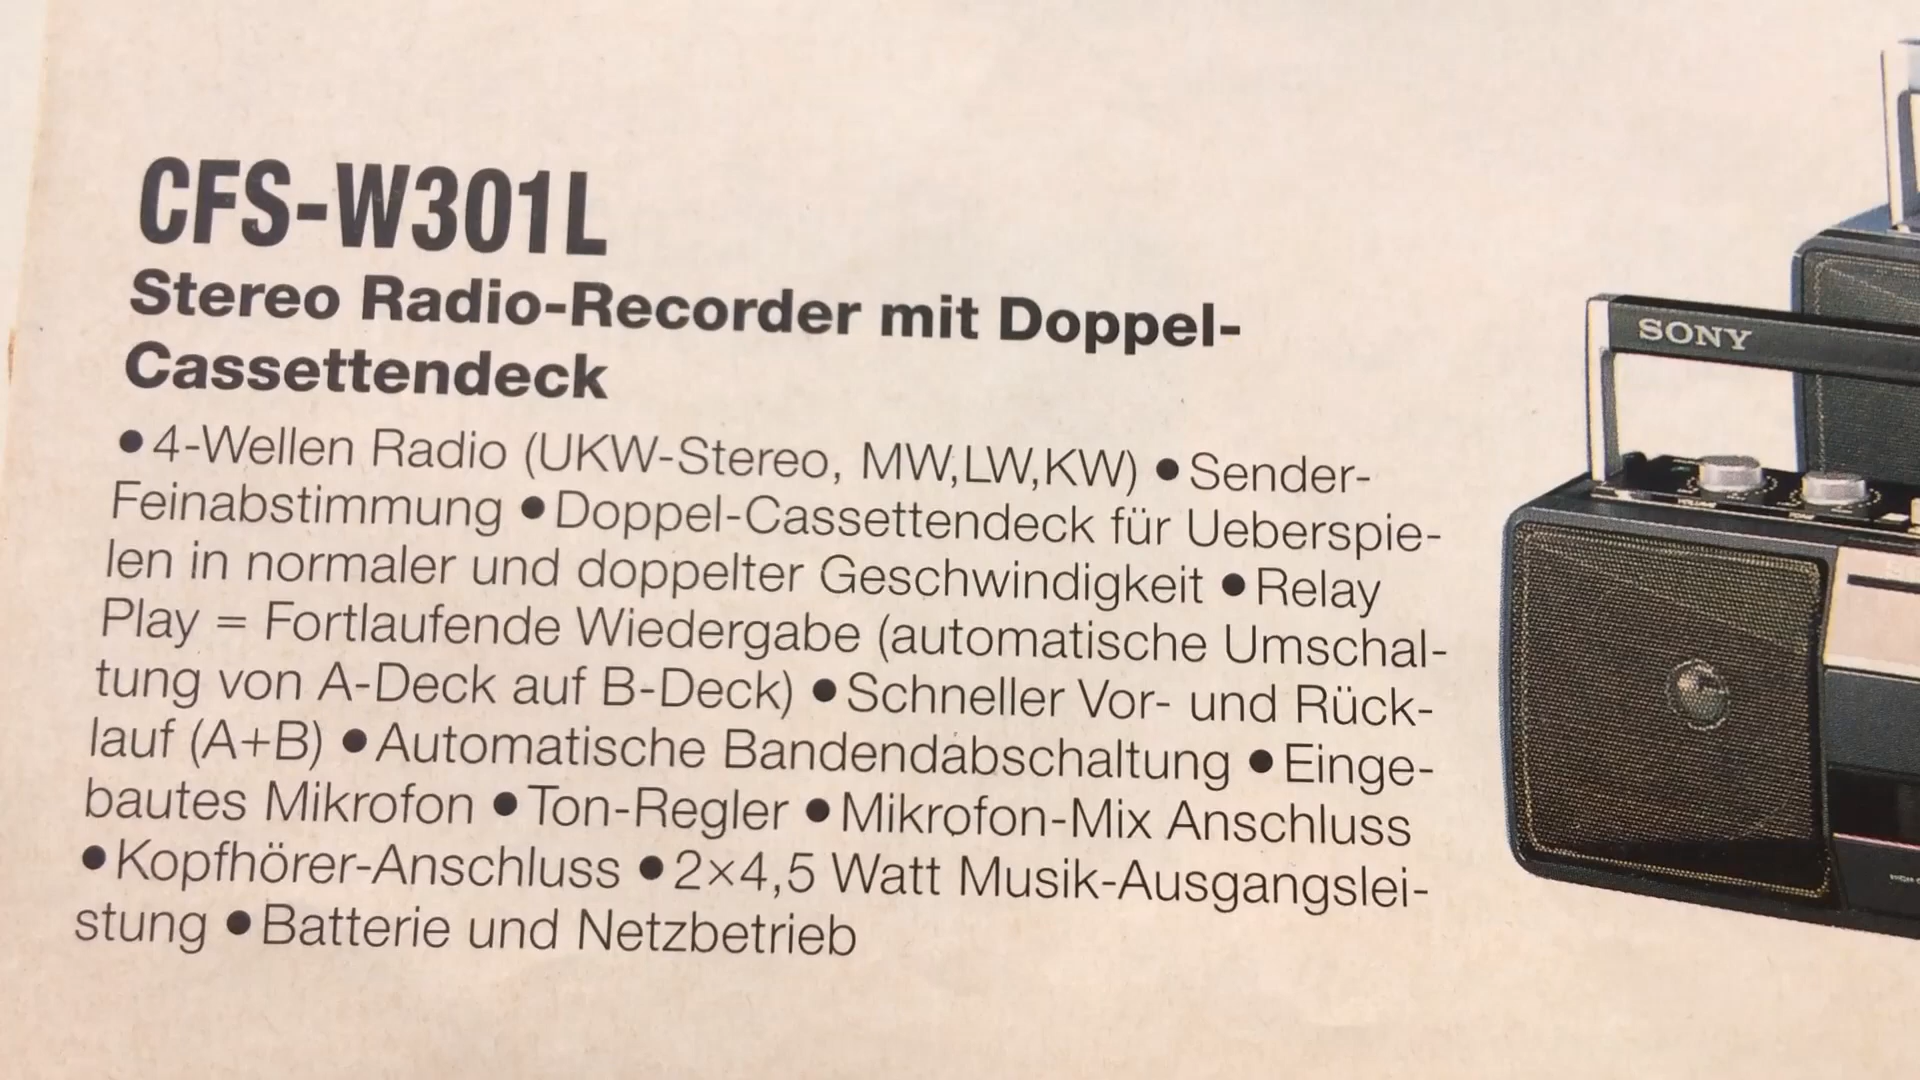 CFS-W301L
Stereo Radio-Recorder mit Doppel-
Cassettendeck
●4-Wellen Radio (UKW-Stereo, MW,LW,KW) ●Sender-
Feinabstimmung ●Doppel-Cassettendeck für Ueberspie-
len in normaler und doppelter Geschwindigkeit ●Relay
Play = Fortlaufende Wiedergabe (automatische Umschal-
tung von A-Deck auf B-Deck) ●Schneller Vor- und Rück-
lauf (A+B) ●Automatische Bandendabschaltung ●Einge-
bautes Mikrofon ●Ton-Regler ●Mikrofon-Mix Anschluss
●Kopfhörer-Anschluss ●2×4,5 Watt Musik-Ausgangslei-
stung ●Batterie und Netzbetrieb
SONY